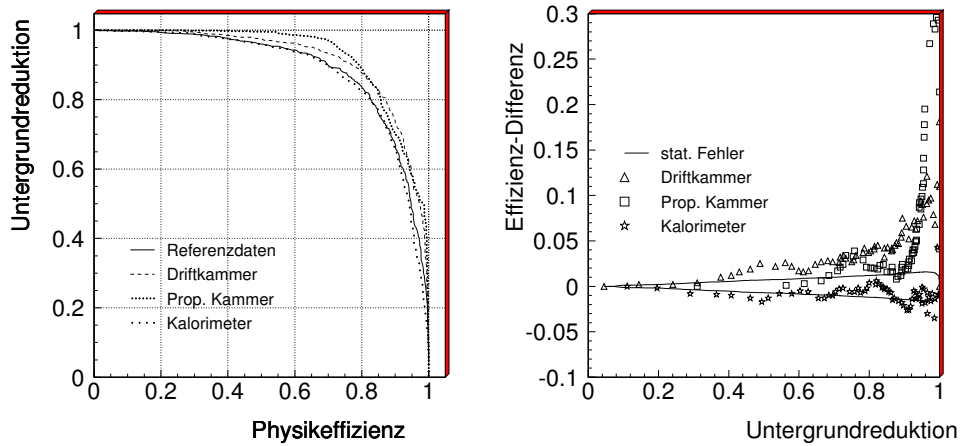 Untergrundreduktion
1
0.8
0.6
0.4
0.2
0
Referenzdaten
Driftkammer
Prop. Kammer
Kalorimeter
0 0.2 0.4 0.6 0.8 1
Physikeffizienz
Effizienz-Differenz
0.3
0.25
0.2
0.15
0.1
0.05
0
-0.05
-0.1
stat. Fehler
Driftkammer
Prop. Kammer
Kalorimeter
0 0.2 0.4 0.6 0.8 1
Untergrundreduktion